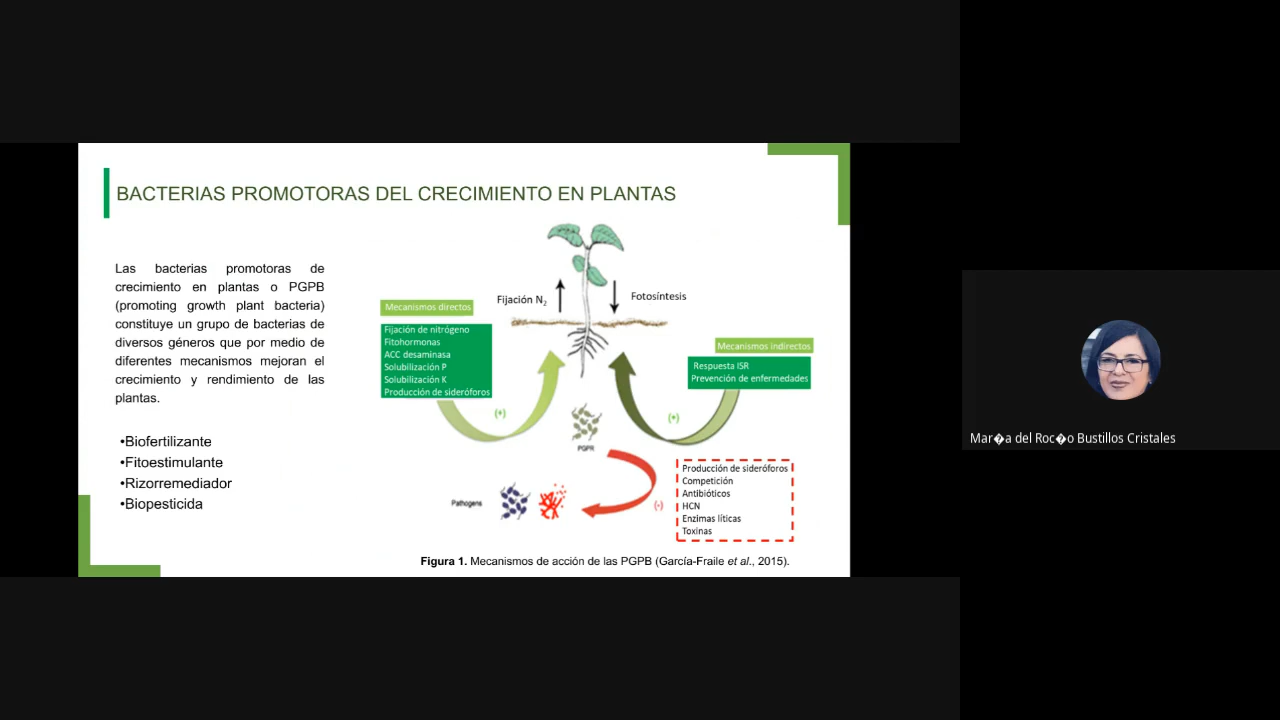 BACTERIAS PROMOTORAS DEL CRECIMIENTO EN PLANTAS
Las bacterias promotoras de
crecimiento en plantas o PGPB
(promoting growth plant bacteria)
constituye un grupo de bacterias de
diversos géneros que por medio de
diferentes mecanismos mejoran el
crecimiento y rendimiento de las
plantas.
•Biofertilizante
•Fitoestimulante
•Rizorremediador
•Biopesticida
Fijación N₂
Fotosíntesis
Mecanismos directos
Fijación de nitrógeno
Fitohormonas
ACC desaminasa
Solubilización P
Solubilización K
Producción de sideróforos
Mecanismos indirectos
Respuesta ISR
Prevención de enfermedades
(+)
(+)
PGPR
Pathogens
(-)
Producción de sideróforos
Competición
Antibióticos
HCN
Enzimas líticas
Toxinas
Figura 1. Mecanismos de acción de las PGPB (García-Fraile et al., 2015).
Mar�a del Roc�o Bustillos Cristales